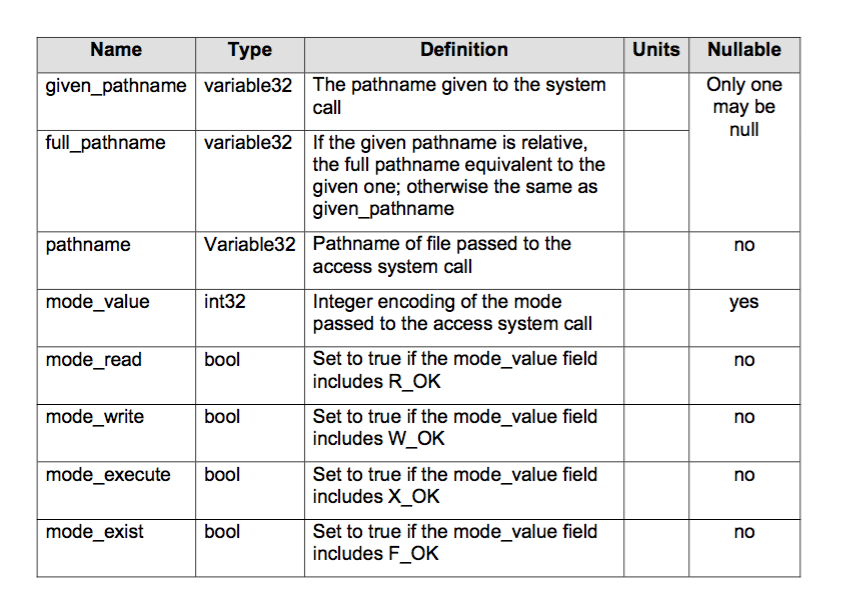 Name Type Definition Units Nullable
given_pathname variable32 The pathname given to the system Only one
call may be
null
full_pathname variable32 If the given pathname is relative,
the full pathname equivalent to the
given one; otherwise the same as
given_pathname
pathname Variable32 Pathname of file passed to the no
access system call
mode_value int32 Integer encoding of the mode yes
passed to the access system call
mode_read bool Set to true if the mode_value field no
includes R_OK
mode_write bool Set to true if the mode_value field no
includes W_OK
mode_execute bool Set to true if the mode_value field no
includes X_OK
mode_exist bool Set to true if the mode_value field no
includes F_OK